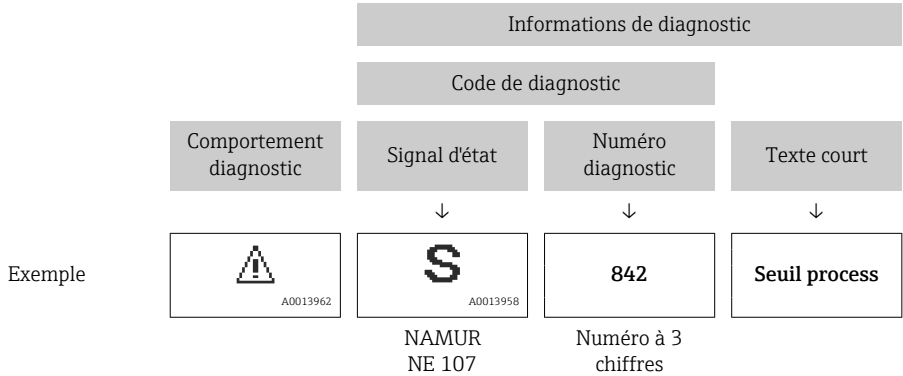 Informations de diagnostic
Code de diagnostic
Comportement
diagnostic
Signal d'état
Numéro
diagnostic
Texte court
↓ ↓ ↓
Exemple
A0013962
S
A0013958
842
Seuil process
NAMUR
NE 107
Numéro à 3
chiffres